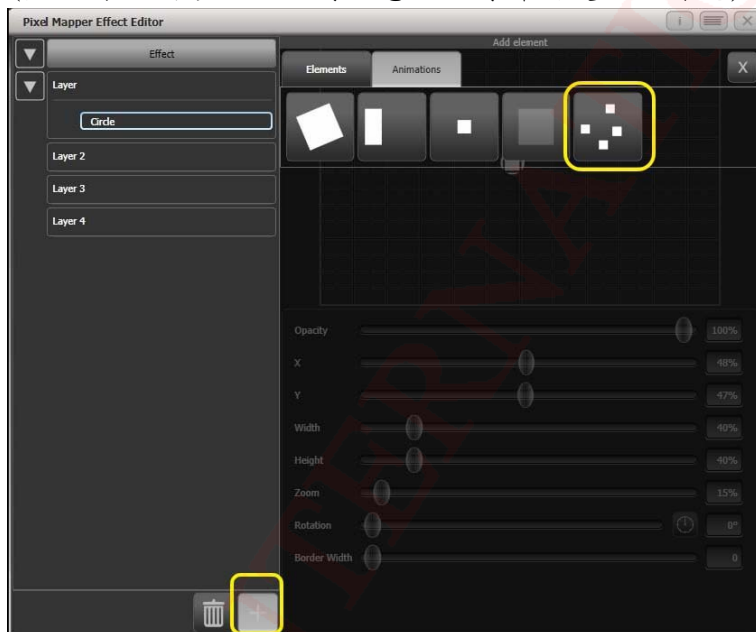 Pixel Mapper Effect Editor
Effect
Layer
Circle
Layer 2
Layer 3
Layer 4
Add element
Elements
Animations
X
Opacity 100%
X 48%
Y 47%
Width 40%
Height 40%
Zoom 15%
Rotation 0°
Border Width 0